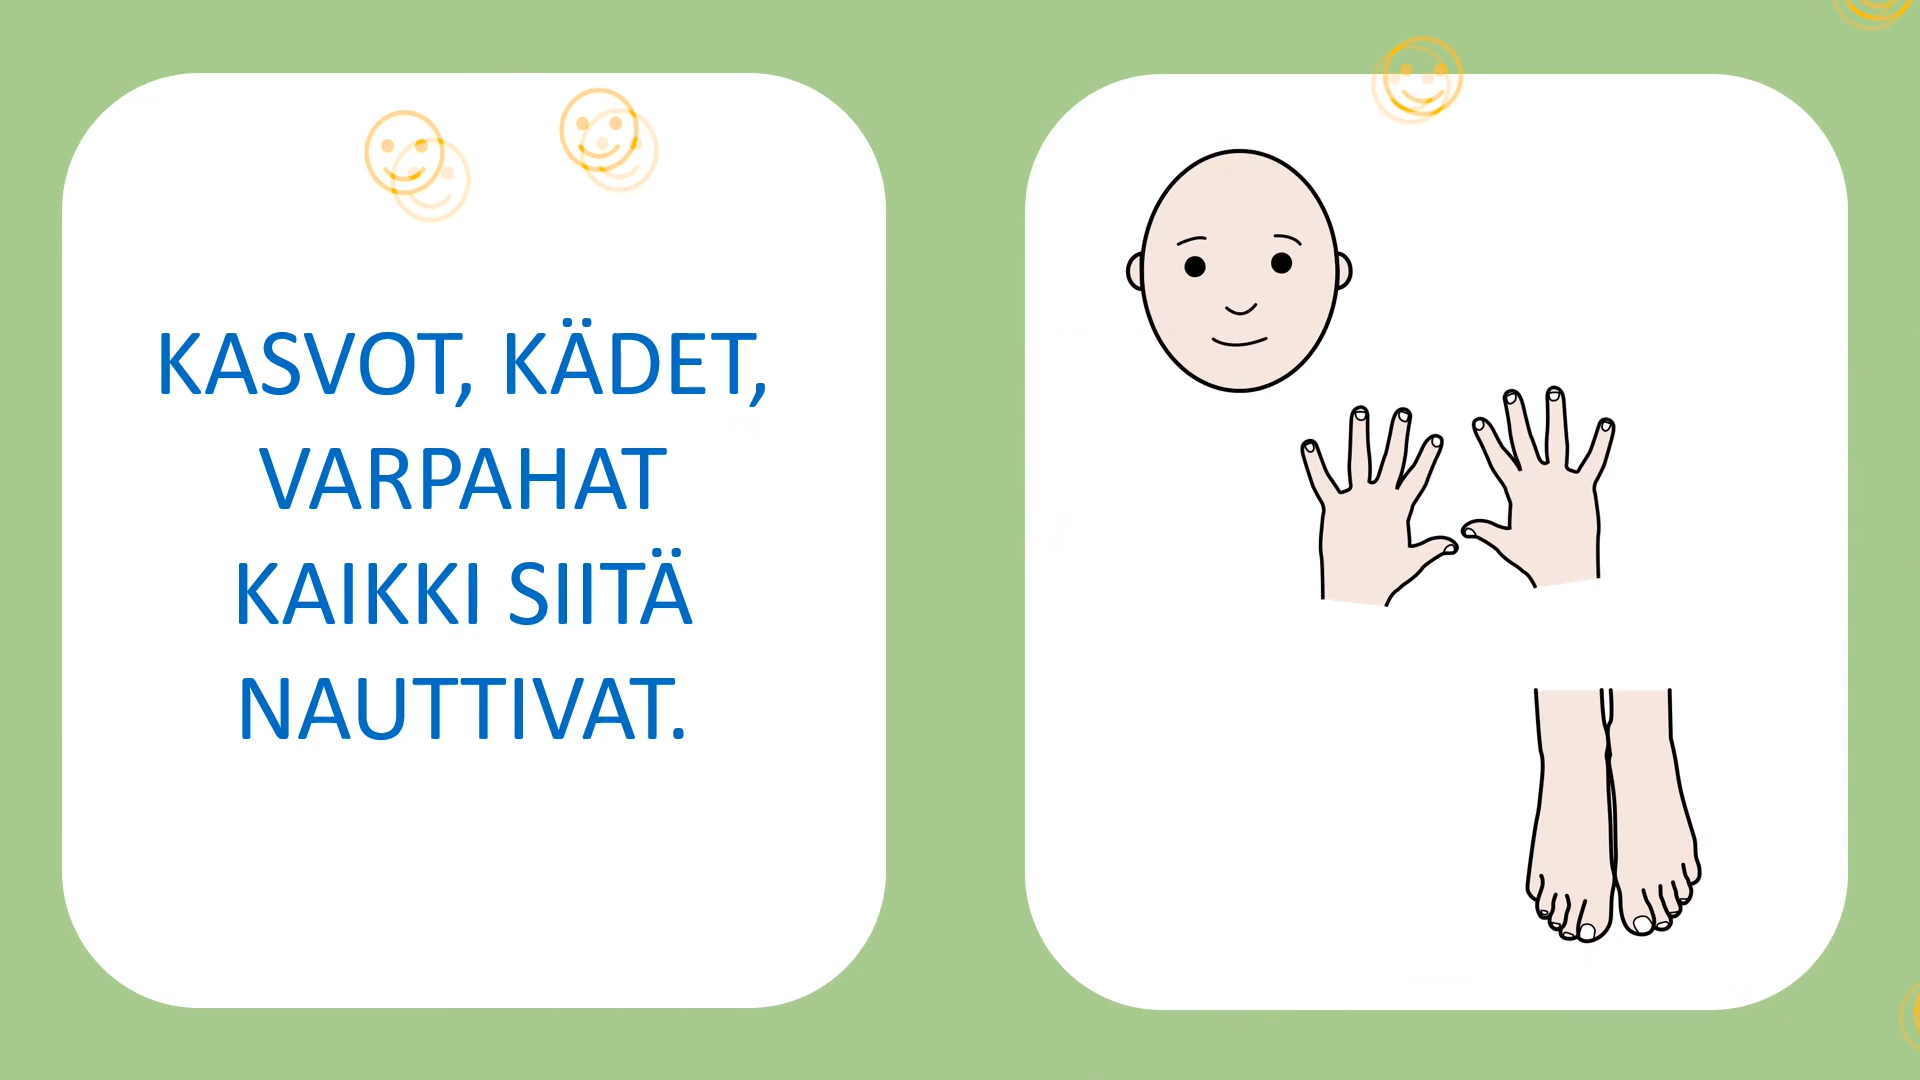 KASVOT, KÄDET,
VARPAHAT
KAIKKI SIITÄ
NAUTTIVAT.